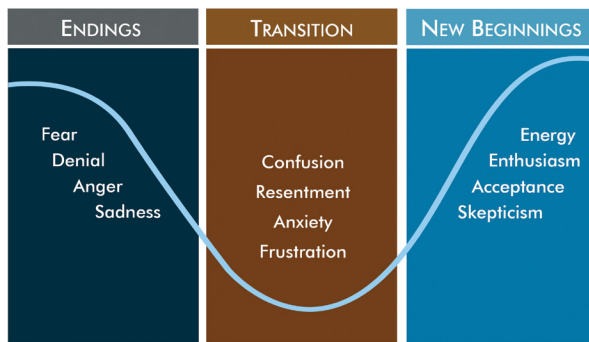 ENDINGS
Fear
Denial
Anger
Sadness
TRANSITION
Confusion
Resentment
Anxiety
Frustration
NEW BEGINNINGS
Energy
Enthusiasm
Acceptance
Skepticism